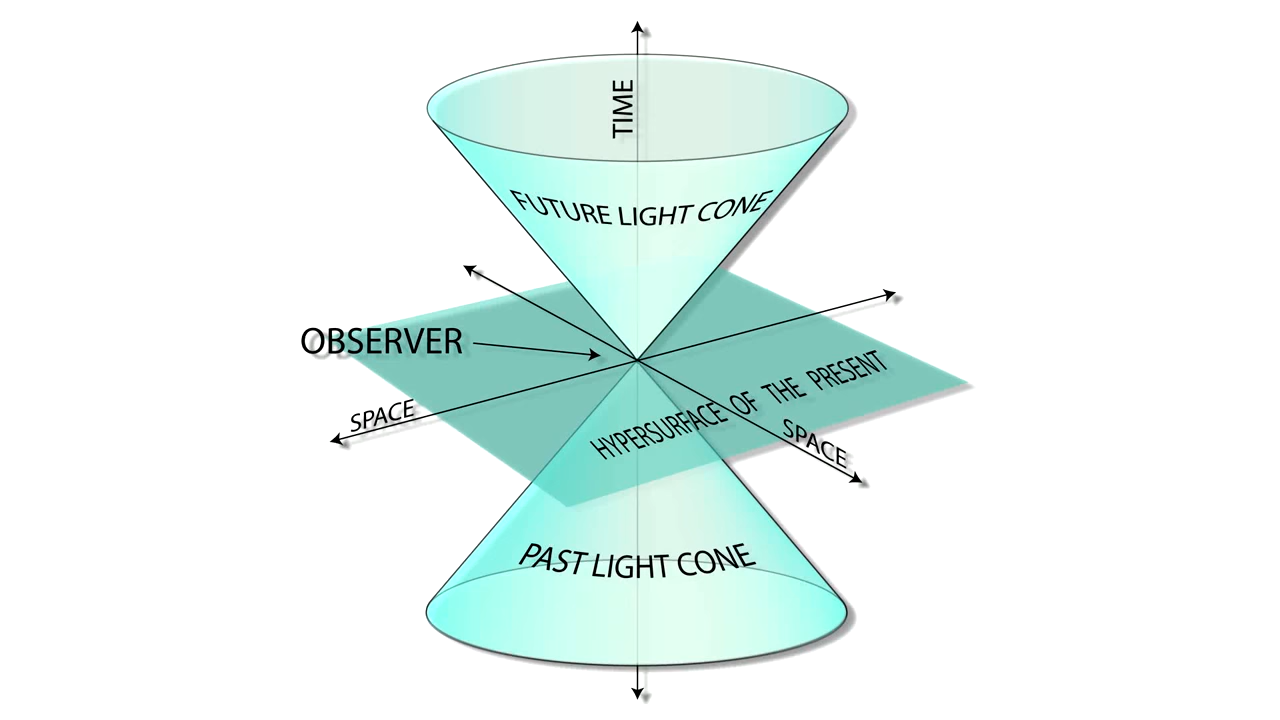 TIME
FUTURE LIGHT CONE
OBSERVER
HYPERSURFACE OF THE PRESENT
SPACE
SPACE
PAST LIGHT CONE